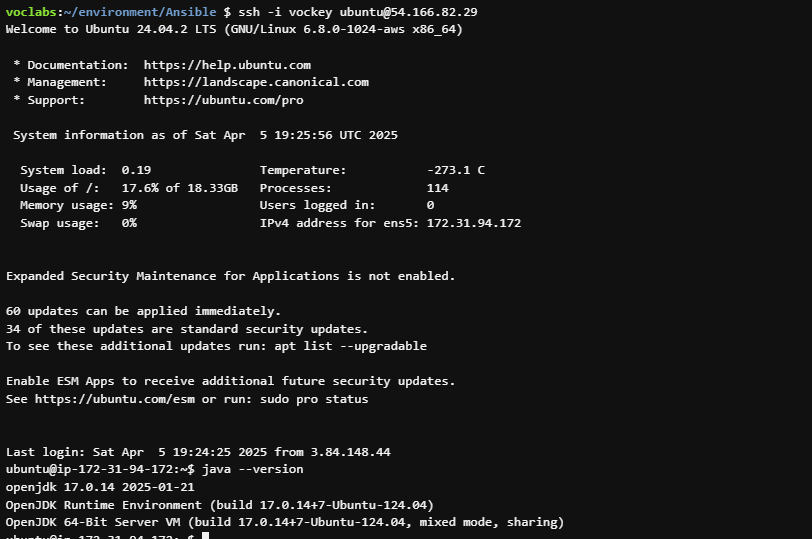 voclabs:~/environment/Ansible $ ssh -i vockey ubuntu@54.166.82.29
Welcome to Ubuntu 24.04.2 LTS (GNU/Linux 6.8.0-1024-aws x86_64)
* Documentation:  https://help.ubuntu.com
* Management:     https://landscape.canonical.com
* Support:        https://ubuntu.com/pro
System information as of Sat Apr  5 19:25:56 UTC 2025
System load:  0.19               Temperature:           -273.1 C
Usage of /:   17.6% of 18.33GB   Processes:             114
Memory usage: 9%                 Users logged in:       0
Swap usage:   0%                 IPv4 address for ens5: 172.31.94.172
Expanded Security Maintenance for Applications is not enabled.
60 updates can be applied immediately.
34 of these updates are standard security updates.
To see these additional updates run: apt list --upgradable
Enable ESM Apps to receive additional future security updates.
See https://ubuntu.com/esm or run: sudo pro status
Last login: Sat Apr  5 19:24:25 2025 from 3.84.148.44
ubuntu@ip-172-31-94-172:~$ java --version
openjdk 17.0.14 2025-01-21
OpenJDK Runtime Environment (build 17.0.14+7-Ubuntu-124.04)
OpenJDK 64-Bit Server VM (build 17.0.14+7-Ubuntu-124.04, mixed mode, sharing)
ubuntu@ip-172-31-94-172:~$